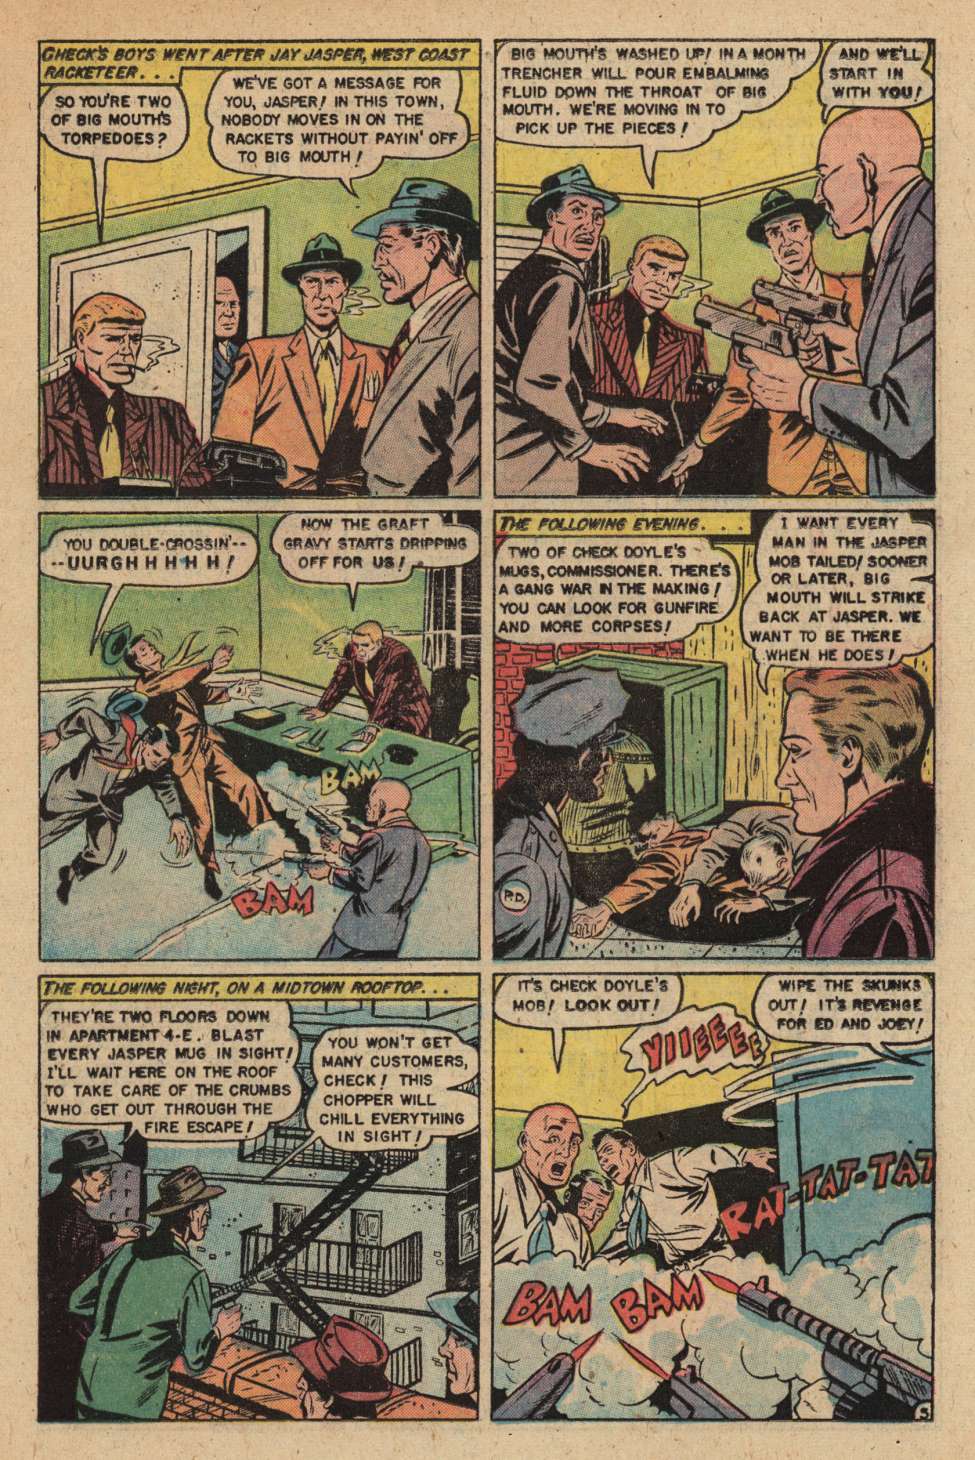 CHECK'S BOYS WENT AFTER JAY JASPER, WEST COAST
RACKETEER...
SO YOU'RE TWO
OF BIG MOUTH'S
TORPEDOES?
WE'VE GOT A MESSAGE FOR
YOU, JASPER! IN THIS TOWN,
NOBODY MOVES IN ON THE
RACKETS WITHOUT PAYIN' OFF
TO BIG MOUTH!
BIG MOUTH'S WASHED UP! IN A MONTH
TRENCHER WILL POUR EMBALMING
FLUID DOWN THE THROAT OF BIG
MOUTH. WE'RE MOVING IN TO
PICK UP THE PIECES!
AND WE'LL
START IN
WITH YOU!
YOU DOUBLE-CROSSIN'--
--UURGHHHHH!
NOW THE GRAFT
GRAVY STARTS DRIPPING
OFF FOR US!
BAM
BAM
THE FOLLOWING EVENING....
TWO OF CHECK DOYLE'S
MUGS, COMMISSIONER. THERE'S
A GANG WAR IN THE MAKING!
YOU CAN LOOK FOR GUNFIRE
AND MORE CORPSES!
I WANT EVERY
MAN IN THE JASPER
MOB TAILED! SOONER
OR LATER, BIG
MOUTH WILL STRIKE
BACK AT JASPER. WE
WANT TO BE THERE
WHEN HE DOES!
P.D.
THE FOLLOWING NIGHT, ON A MIDTOWN ROOFTOP...
THEY'RE TWO FLOORS DOWN
IN APARTMENT 4-E. BLAST
EVERY JASPER MUG IN SIGHT!
I'LL WAIT HERE ON THE ROOF
TO TAKE CARE OF THE CRUMBS
WHO GET OUT THROUGH THE
FIRE ESCAPE!
YOU WON'T GET
MANY CUSTOMERS,
CHECK! THIS
CHOPPER WILL
CHILL EVERYTHING
IN SIGHT!
IT'S CHECK DOYLE'S
MOB! LOOK OUT!
YIIEEEE
WIPE THE SKUNKS
OUT! IT'S REVENGE
FOR ED AND JOEY!
RAT-TAT-TAT
BAM BAM
5